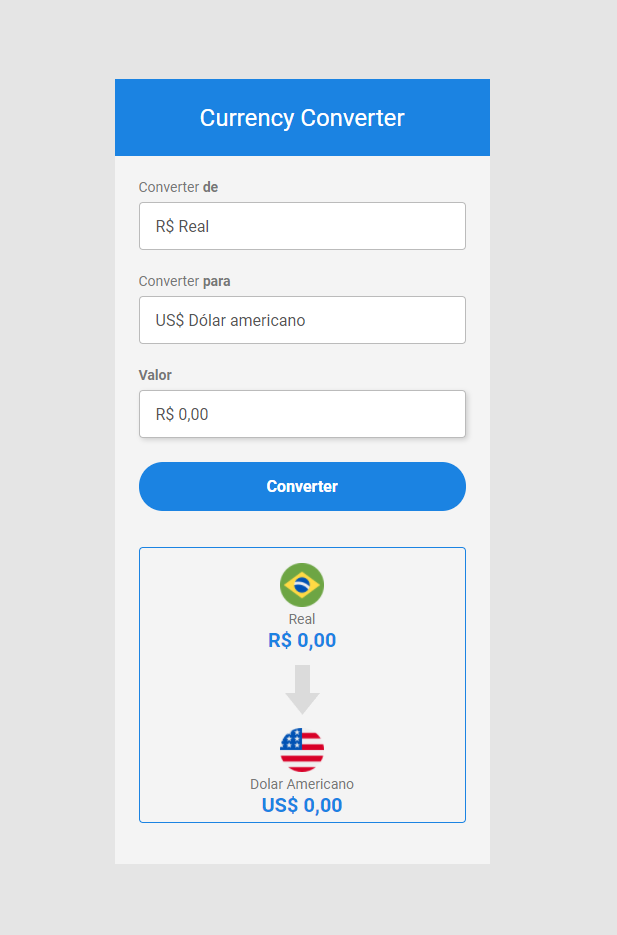 Currency Converter
Converter de
R$ Real
Converter para
US$ Dólar americano
Valor
R$ 0,00
Converter
Real
R$ 0,00
Dolar Americano
US$ 0,00